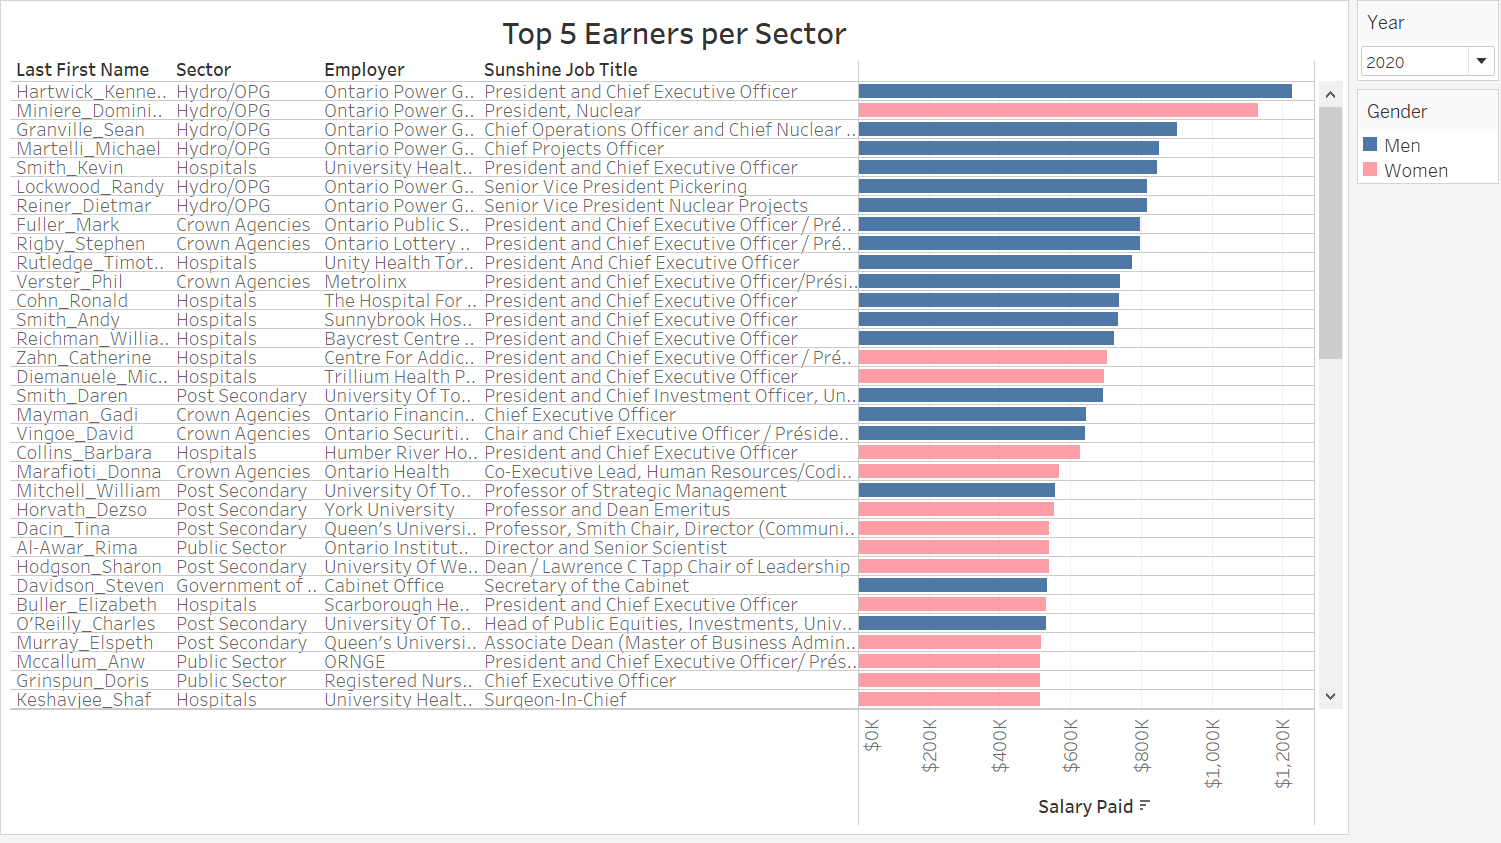 Top 5 Earners per Sector
Last First Name Sector Employer Sunshine Job Title
Hartwick_Kenne.. Hydro/OPG Ontario Power G.. President and Chief Executive Officer
Miniere_Domini.. Hydro/OPG Ontario Power G.. President, Nuclear
Granville_Sean Hydro/OPG Ontario Power G.. Chief Operations Officer and Chief Nuclear ..
Martelli_Michael Hydro/OPG Ontario Power G.. Chief Projects Officer
Smith_Kevin Hospitals University Healt.. President and Chief Executive Officer
Lockwood_Randy Hydro/OPG Ontario Power G.. Senior Vice President Pickering
Reiner_Dietmar Hydro/OPG Ontario Power G.. Senior Vice President Nuclear Projects
Fuller_Mark Crown Agencies Ontario Public S.. President and Chief Executive Officer / Pré..
Rigby_Stephen Crown Agencies Ontario Lottery .. President and Chief Executive Officer / Pré..
Rutledge_Timot.. Hospitals Unity Health Tor.. President And Chief Executive Officer
Verster_Phil Crown Agencies Metrolinx President and Chief Executive Officer/Prési..
Cohn_Ronald Hospitals The Hospital For .. President and Chief Executive Officer
Smith_Andy Hospitals Sunnybrook Hos.. President and Chief Executive Officer
Reichman_Willia.. Hospitals Baycrest Centre .. President and Chief Executive Officer
Zahn_Catherine Hospitals Centre For Addic.. President and Chief Executive Officer / Pré..
Diemanuele_Mic.. Hospitals Trillium Health P.. President and Chief Executive Officer
Smith_Daren Post Secondary University Of To.. President and Chief Investment Officer, Un..
Mayman_Gadi Crown Agencies Ontario Financin.. Chief Executive Officer
Vingoe_David Crown Agencies Ontario Securiti.. Chair and Chief Executive Officer / Préside..
Collins_Barbara Hospitals Humber River Ho.. President and Chief Executive Officer
Marafioti_Donna Crown Agencies Ontario Health Co-Executive Lead, Human Resources/Codi..
Mitchell_William Post Secondary University Of To.. Professor of Strategic Management
Horvath_Dezso Post Secondary York University Professor and Dean Emeritus
Dacin_Tina Post Secondary Queen's Universi.. Professor, Smith Chair, Director (Communi..
Al-Awar_Rima Public Sector Ontario Institut.. Director and Senior Scientist
Hodgson_Sharon Post Secondary University Of We.. Dean / Lawrence C Tapp Chair of Leadership
Davidson_Steven Government of .. Cabinet Office Secretary of the Cabinet
Buller_Elizabeth Hospitals Scarborough He.. President and Chief Executive Officer
O'Reilly_Charles Post Secondary University Of To.. Head of Public Equities, Investments, Univ..
Murray_Elspeth Post Secondary Queen's Universi.. Associate Dean (Master of Business Admin..
Mccallum_Anw Public Sector ORNGE President and Chief Executive Officer/ Prés..
Grinspun_Doris Public Sector Registered Nurs.. Chief Executive Officer
Keshavjee_Shaf Hospitals University Healt.. Surgeon-In-Chief
$0K $200K $400K $600K $800K $1,000K $1,200K
Salary Paid
Year
2020
Gender
Men
Women